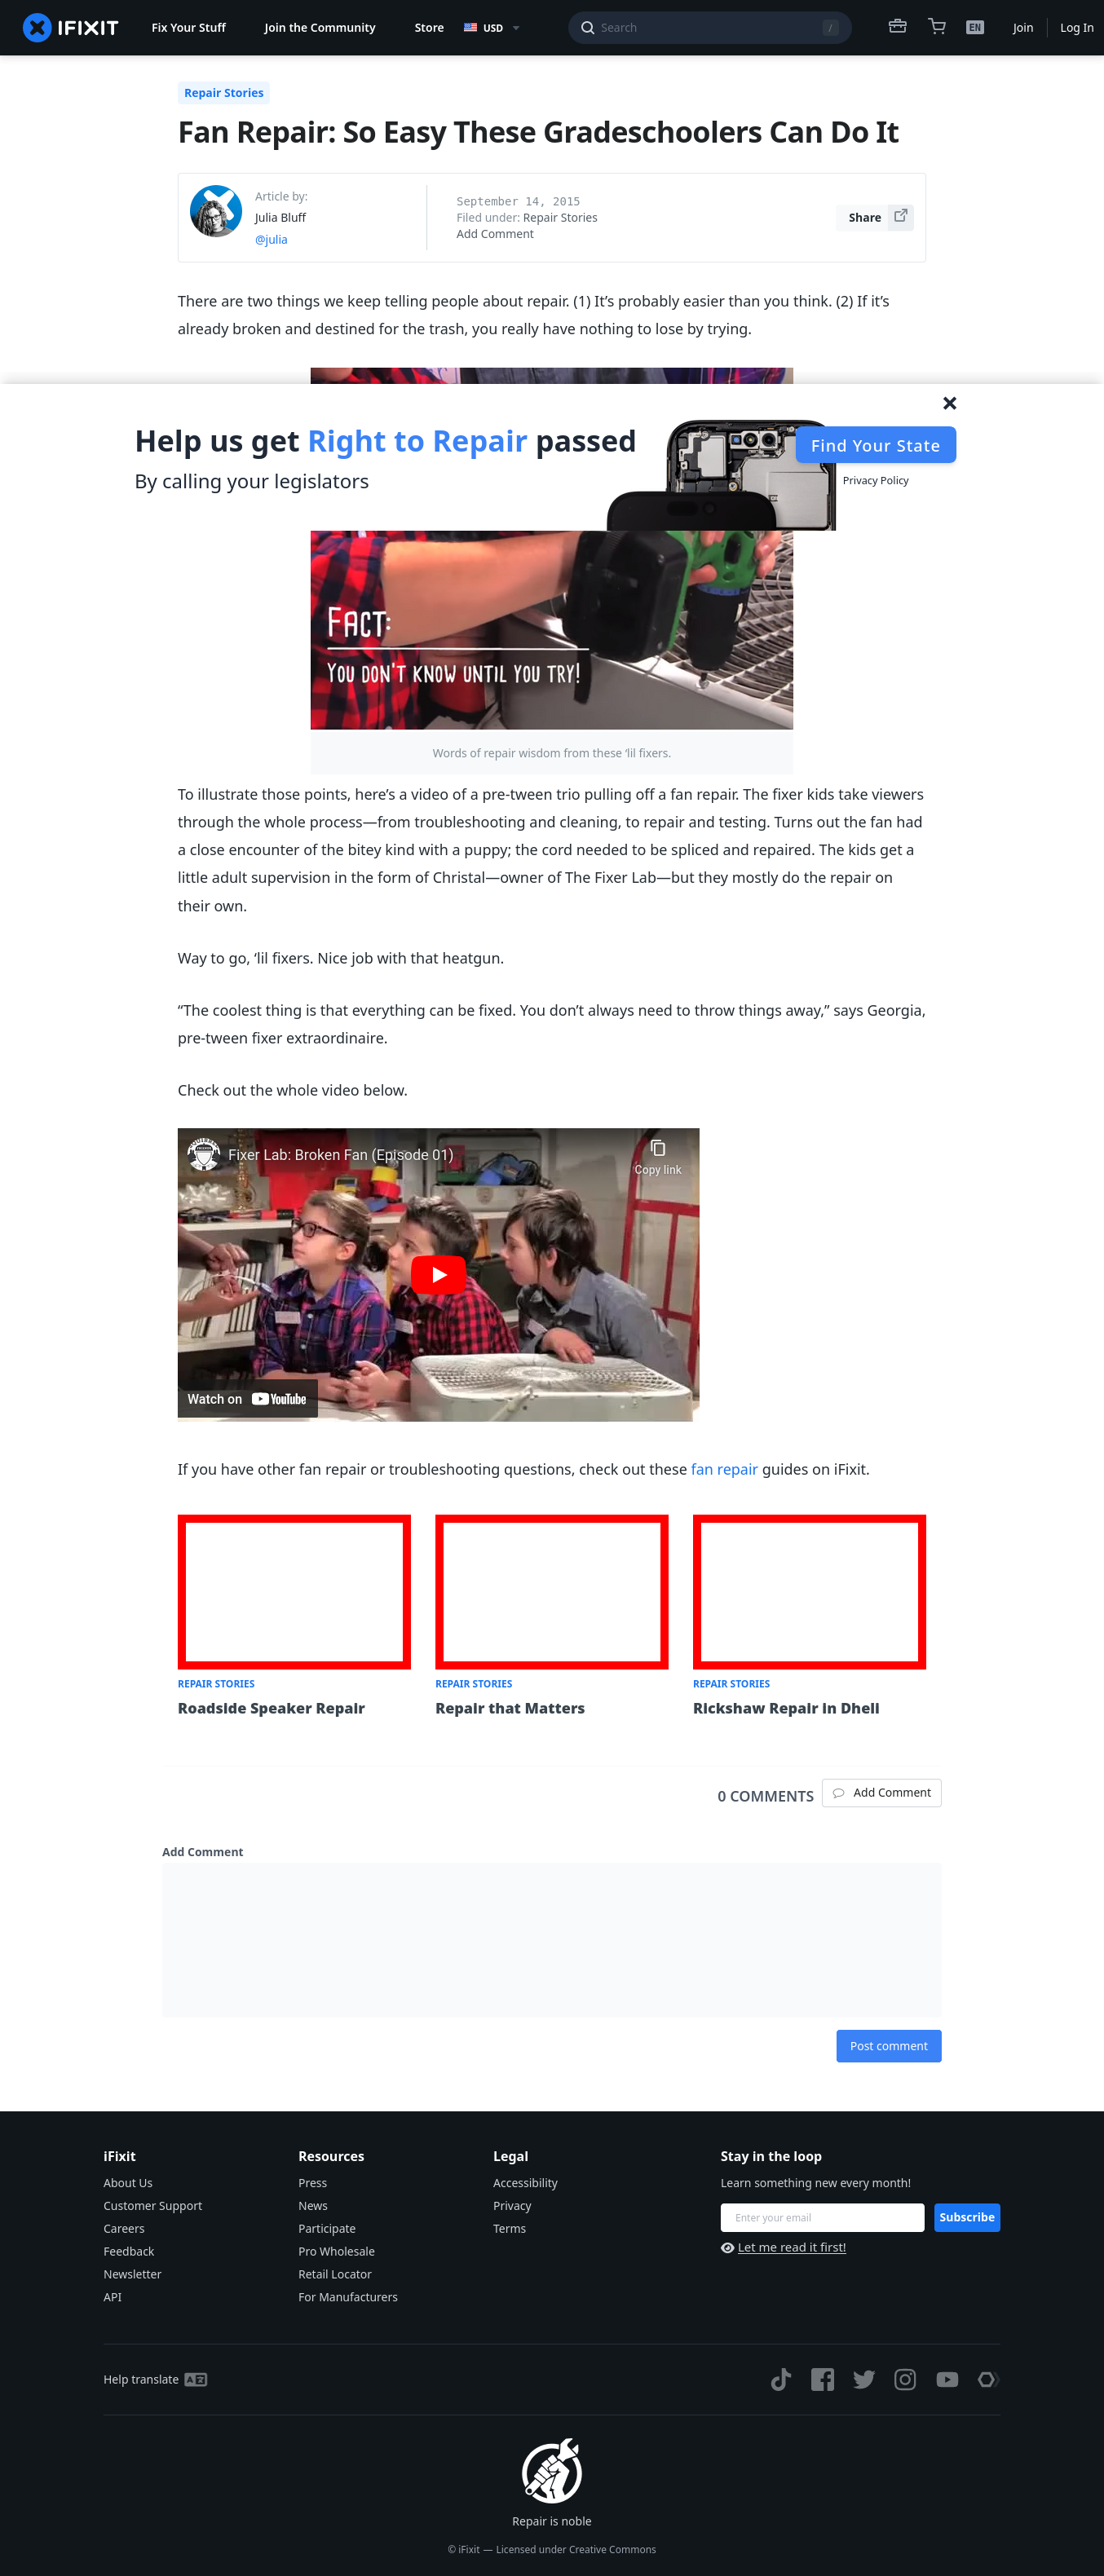 IFIXIT
Fix Your Stuff
Join the Community
Store
USD
Search
/
EN
Join
Log In
Repair Stories
Fan Repair: So Easy These Gradeschoolers Can Do It
Article by:
Julia Bluff
@julia
September 14, 2015
Filed under: Repair Stories
Add Comment
Share
There are two things we keep telling people about repair. (1) It’s probably easier than you think. (2) If it’s
already broken and destined for the trash, you really have nothing to lose by trying.
Help us get Right to Repair passed
By calling your legislators
Find Your State
Privacy Policy
FACT:
YOU DON'T KNOW UNTIL YOU TRY!
Words of repair wisdom from these ‘lil fixers.
To illustrate those points, here’s a video of a pre-tween trio pulling off a fan repair. The fixer kids take viewers
through the whole process—from troubleshooting and cleaning, to repair and testing. Turns out the fan had
a close encounter of the bitey kind with a puppy; the cord needed to be spliced and repaired. The kids get a
little adult supervision in the form of Christal—owner of The Fixer Lab—but they mostly do the repair on
their own.
Way to go, ‘lil fixers. Nice job with that heatgun.
“The coolest thing is that everything can be fixed. You don’t always need to throw things away,” says Georgia,
pre-tween fixer extraordinaire.
Check out the whole video below.
Fixer Lab: Broken Fan (Episode 01)
Copy link
Watch on YouTube
If you have other fan repair or troubleshooting questions, check out these fan repair guides on iFixit.
REPAIR STORIES
Roadside Speaker Repair
REPAIR STORIES
Repair that Matters
REPAIR STORIES
Rickshaw Repair in Dheli
0 COMMENTS
Add Comment
Add Comment
Post comment
iFixit
About Us
Customer Support
Careers
Feedback
Newsletter
API
Resources
Press
News
Participate
Pro Wholesale
Retail Locator
For Manufacturers
Legal
Accessibility
Privacy
Terms
Stay in the loop
Learn something new every month!
Enter your email
Subscribe
Let me read it first!
Help translate
Repair is noble
© iFixit — Licensed under Creative Commons